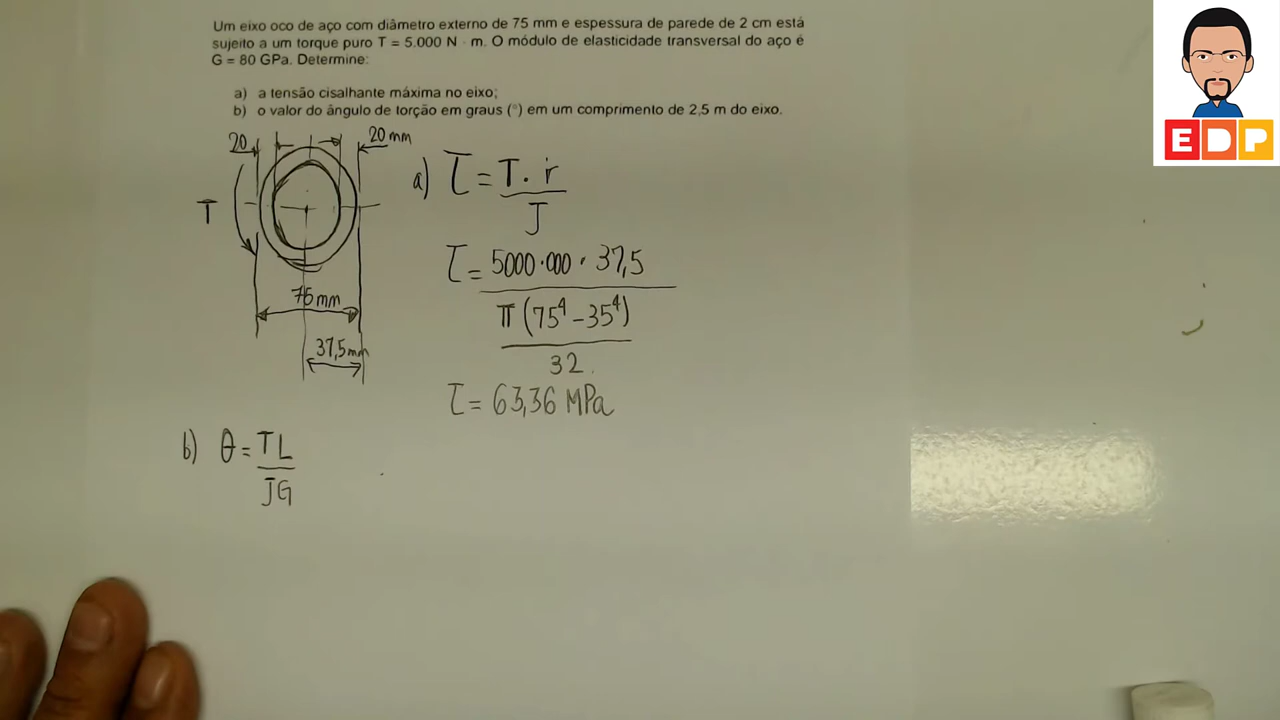 Um eixo oco de aço com diâmetro externo de 75 mm e espessura de parede de 2 cm está
sujeito a um torque puro T = 5.000 N · m. O módulo de elasticidade transversal do aço é
G = 80 GPa. Determine:
a) a tensão cisalhante máxima no eixo;
b) o valor do ângulo de torção em graus (°) em um comprimento de 2,5 m do eixo.
20
20 mm
T
75 mm
37,5 mm
a) τ = T · r
J
τ = 5000·000 · 37,5
π (75⁴ – 35⁴)
32
τ = 63,36 MPa
b) θ = TL
JG
EDP